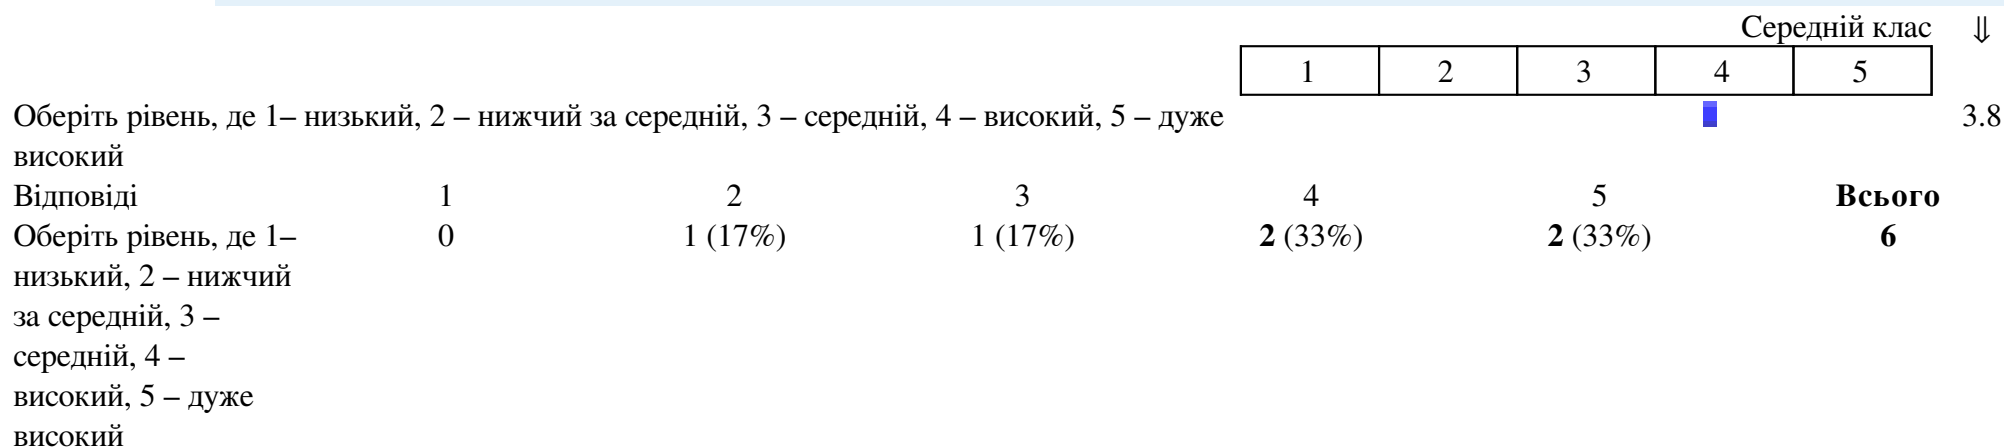 Середній клас ⇓
1 2 3 4 5
Оберіть рівень, де 1– низький, 2 – нижчий за середній, 3 – середній, 4 – високий, 5 – дуже 3.8
високий
Відповіді 1 2 3 4 5 Всього
Оберіть рівень, де 1– 0 1 (17%) 1 (17%) 2 (33%) 2 (33%) 6
низький, 2 – нижчий
за середній, 3 –
середній, 4 –
високий, 5 – дуже
високий